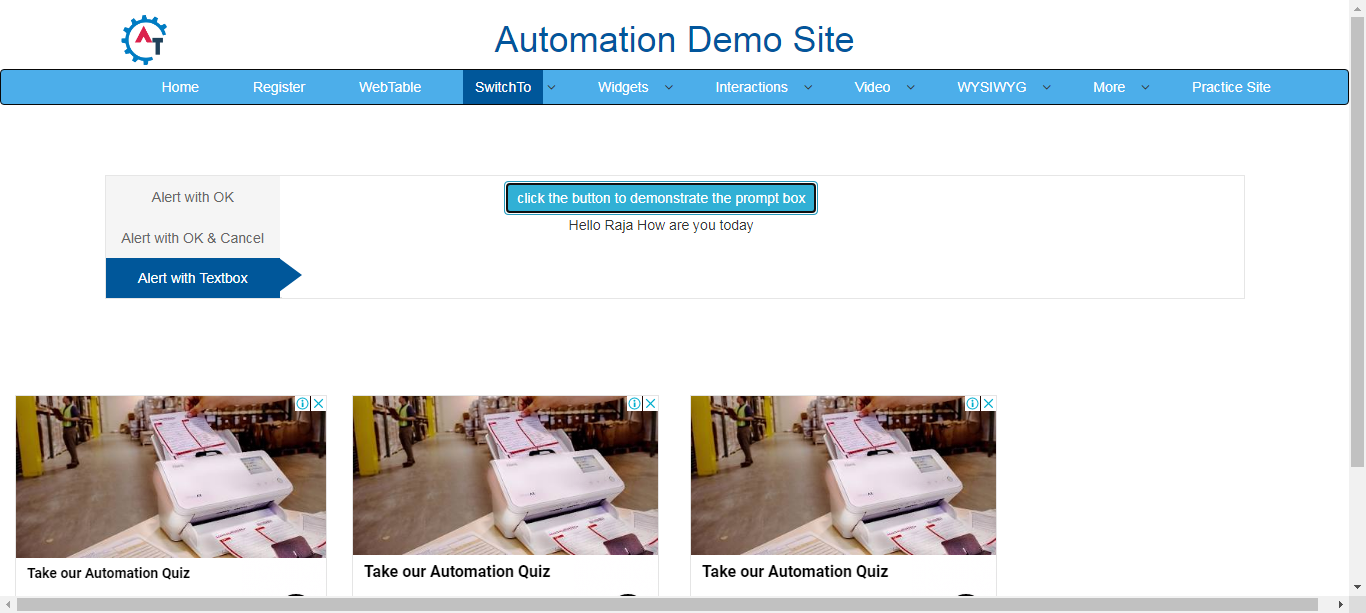 AT
Automation Demo Site
Home Register WebTable SwitchTo Widgets Interactions Video WYSIWYG More Practice Site
Alert with OK
Alert with OK & Cancel
Alert with Textbox
click the button to demonstrate the prompt box
Hello Raja How are you today
Take our Automation Quiz
Take our Automation Quiz
Take our Automation Quiz